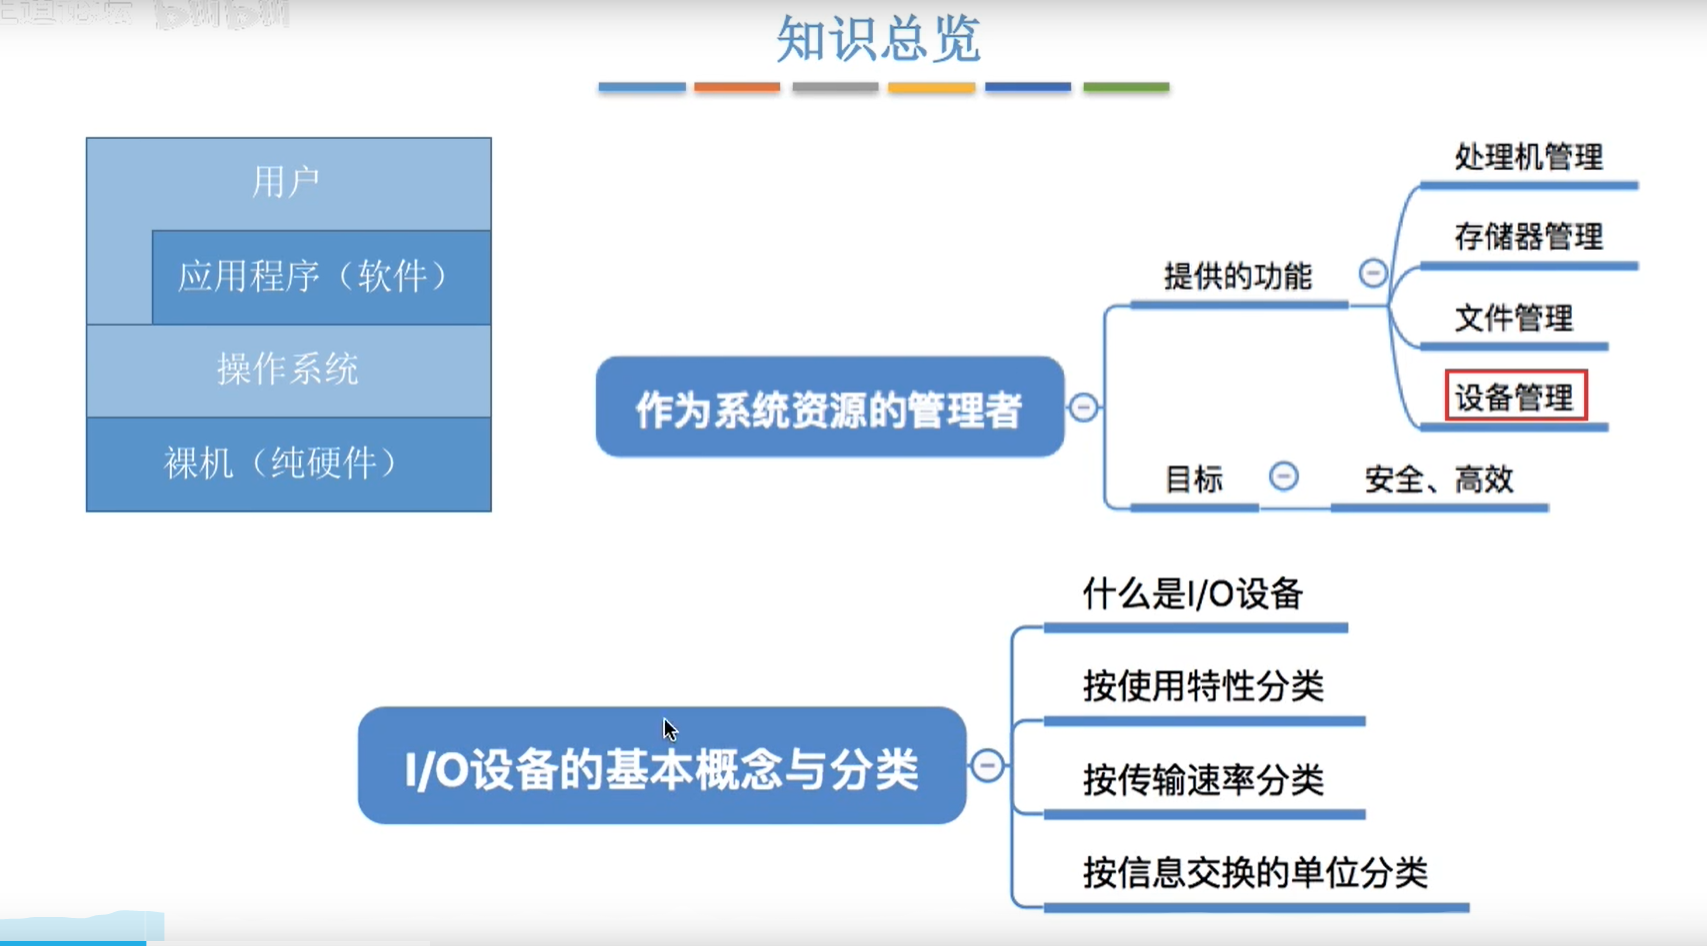 知识总览
用户
应用程序（软件）
操作系统
裸机（纯硬件）
作为系统资源的管理者
提供的功能
处理机管理
存储器管理
文件管理
设备管理
目标
安全、高效
I/O设备的基本概念与分类
什么是I/O设备
按使用特性分类
按传输速率分类
按信息交换的单位分类